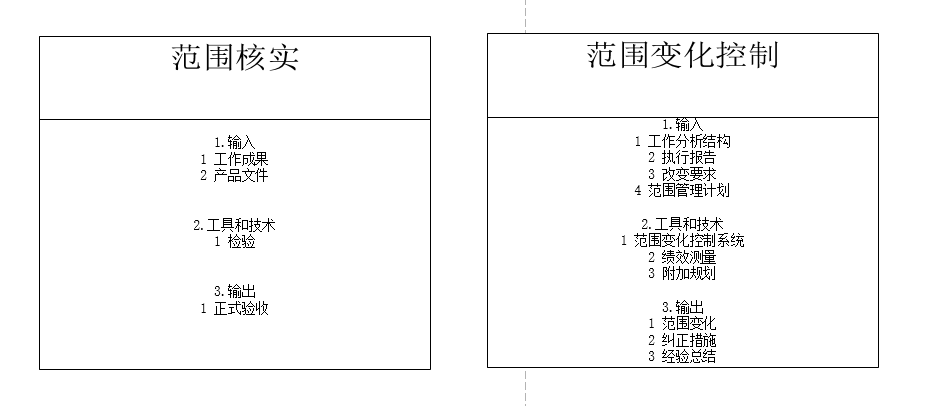 范围核实
1.输入
1 工作成果
2 产品文件
2.工具和技术
1 检验
3.输出
1 正式验收
范围变化控制
1.输入
1 工作分析结构
2 执行报告
3 改变要求
4 范围管理计划
2.工具和技术
1 范围变化控制系统
2 绩效测量
3 附加规划
3.输出
1 范围变化
2 纠正措施
3 经验总结